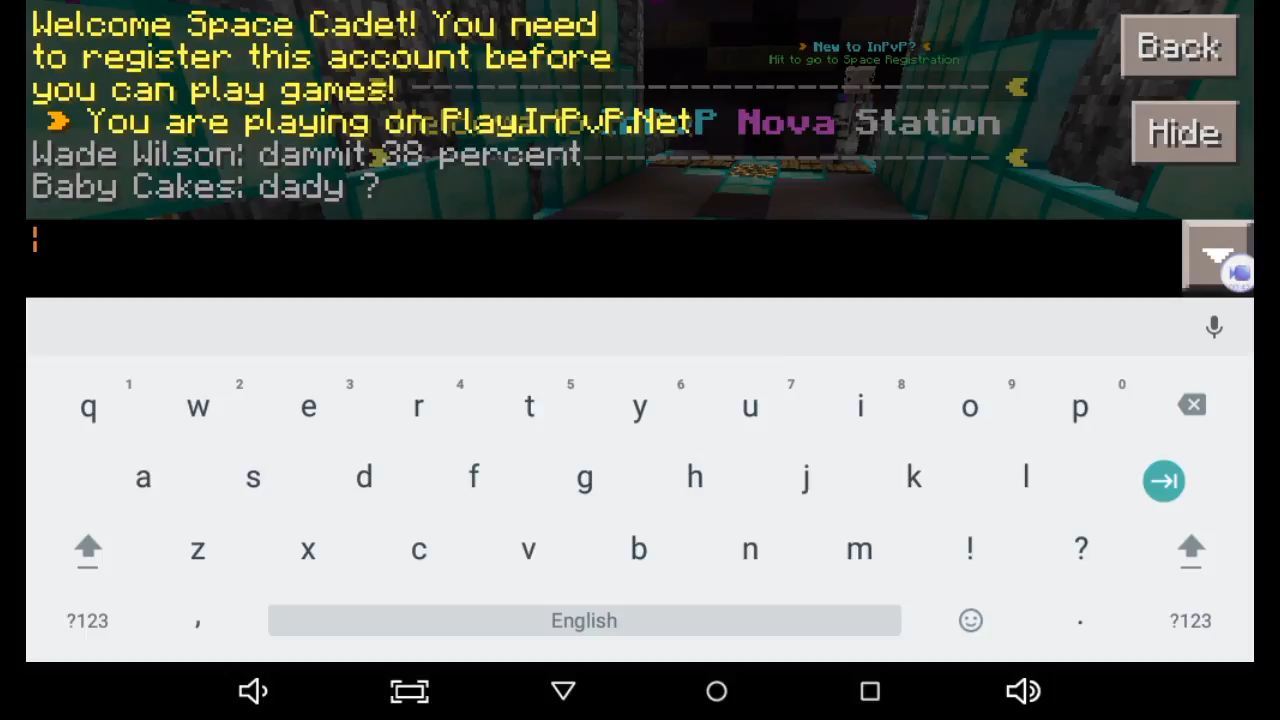 Welcome Space Cadet! You need
to register this account before
you can play games!
You are playing on Play.InPvP.Net
Wade Wilson: dammit 38 percent
Baby Cakes: dady ?
New to InPvP?
Hit to go to Space Registration
Nova Station
Back
Hide
1 2 3 4 5 6 7 8 9 0
q w e r t y u i o p
a s d f g h j k l
z x c v b n m ! ?
?123 , English . ?123